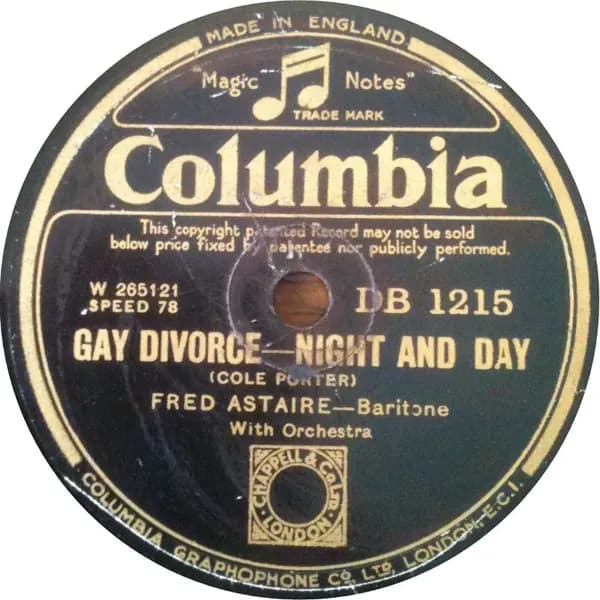 MADE IN ENGLAND
"Magic Notes"
TRADE MARK
Columbia
This copyright patented Record may not be sold
below price fixed by patentee nor publicly performed.
W 265121
SPEED 78
DB 1215
GAY DIVORCE—NIGHT AND DAY
(COLE PORTER)
FRED ASTAIRE—Baritone
With Orchestra
CHAPPELL & CO LTD
LONDON
COLUMBIA GRAPHOPHONE CO. LTD. LONDON. E.C.1.